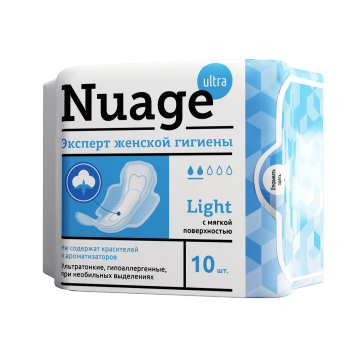 ultra
Nuage
Эксперт женской гигиены
Light
с мягкой
поверхностью
Не содержат красителей
и ароматизаторов
Ультратонкие, гипоаллергенные,
при необильных выделениях
10 шт.